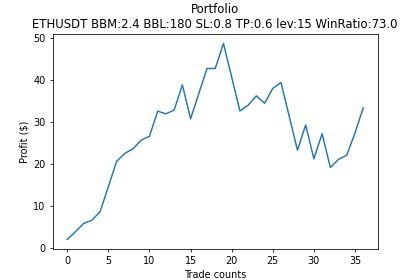 Portfolio
ETHUSDT BBM:2.4 BBL:180 SL:0.8 TP:0.6 lev:15 WinRatio:73.0
50
40
30
20
10
0
Profit ($)
0 5 10 15 20 25 30 35
Trade counts